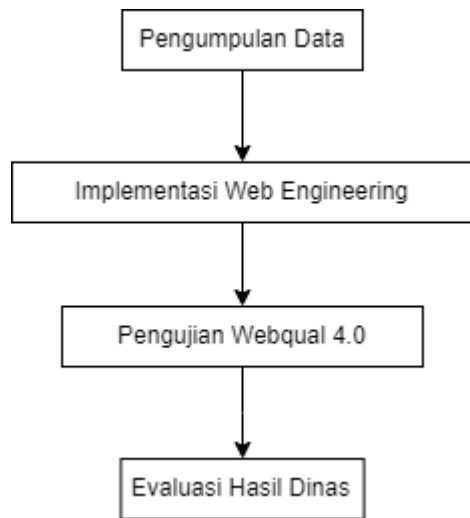 Pengumpulan Data
Implementasi Web Engineering
Pengujian Webqual 4.0
Evaluasi Hasil Dinas